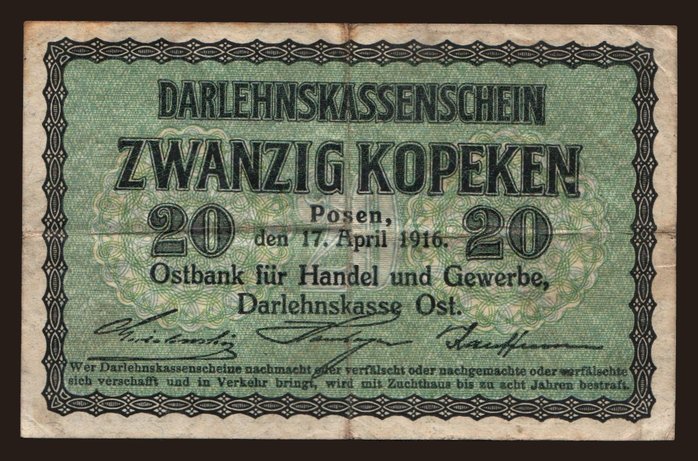 DARLEHNSKASSENSCHEIN
ZWANZIG KOPEKEN
20 Posen, 20
den 17. April 1916.
Ostbank für Handel und Gewerbe,
Darlehnskasse Ost.
Kauffmann
Wer Darlehnskassenscheine nachmacht oder verfälscht oder nachgemachte oder verfälschte
sich verschafft und in Verkehr bringt, wird mit Zuchthaus bis zu acht Jahren bestraft.